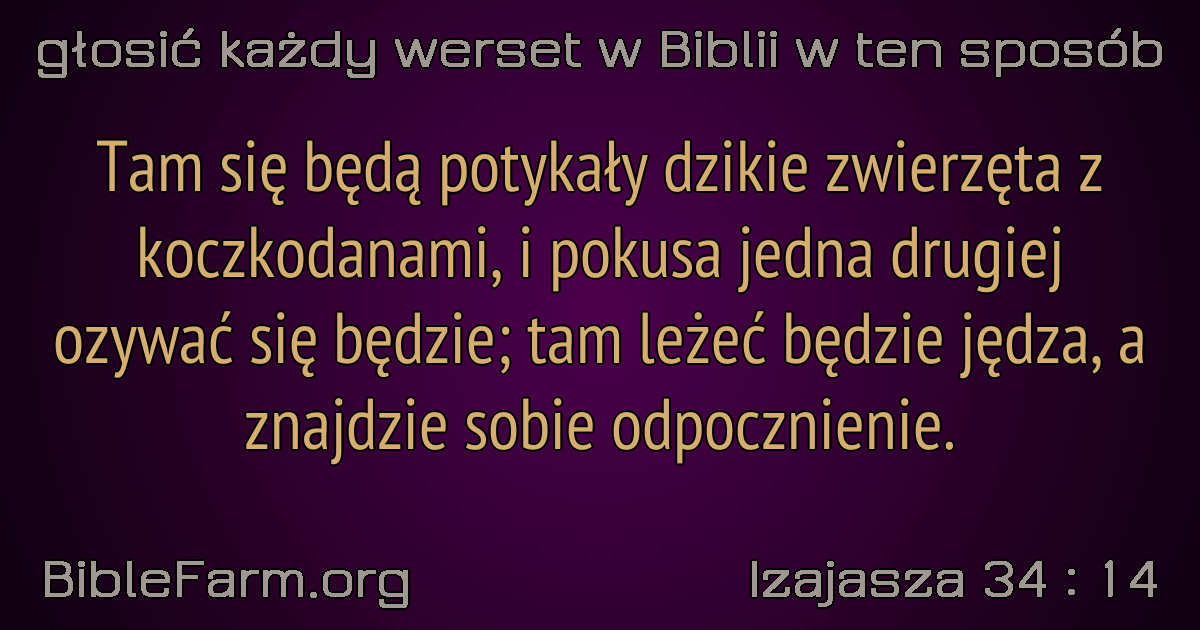 głosić każdy werset w Biblii w ten sposób
Tam się będą potykały dzikie zwierzęta z
koczkodanami, i pokusa jedna drugiej
ozywać się będzie; tam leżeć będzie jędza, a
znajdzie sobie odpocznienie.
BibleFarm.org
Izajasza 34 : 14